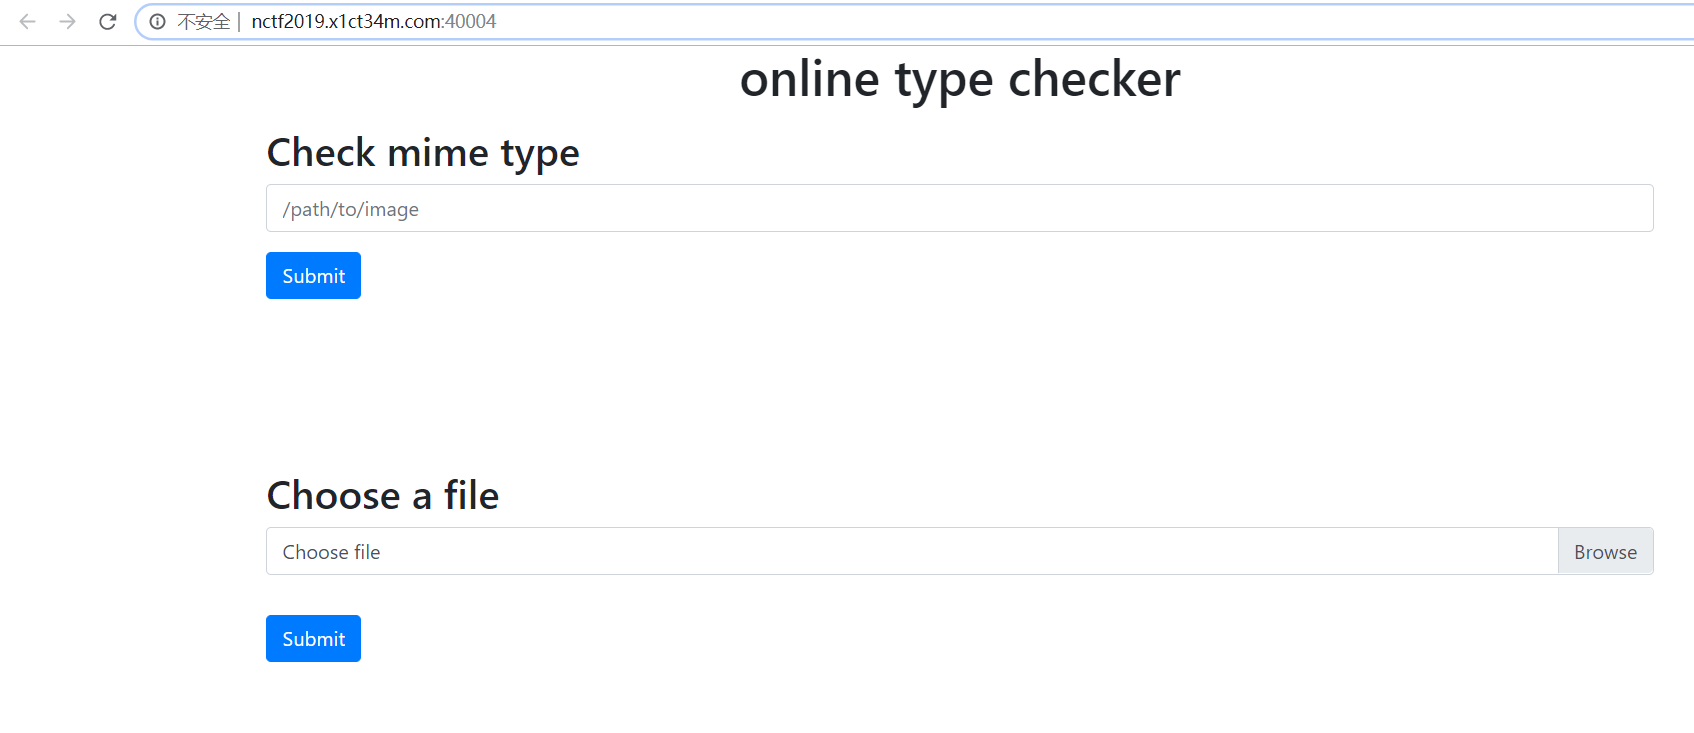 不安全 | nctf2019.x1ct34m.com:40004
online type checker
Check mime type
/path/to/image
Submit
Choose a file
Choose file Browse
Submit